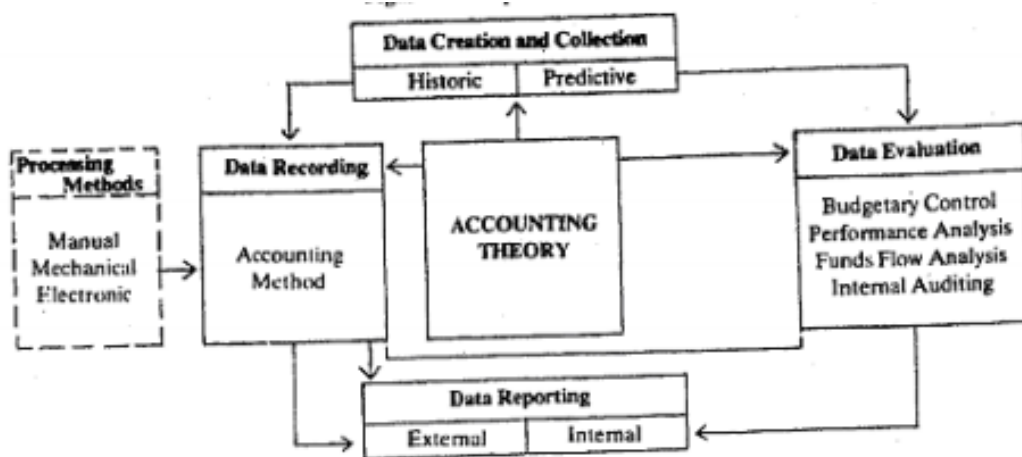 Data Creation and Collection
Historic
Predictive
Processing
Methods
Manual
Mechanical
Electronic
Data Recording
Accounting
Method
ACCOUNTING
THEORY
Data Evaluation
Budgetary Control
Performance Analysis
Funds Flow Analysis
Internal Auditing
Data Reporting
External
Internal